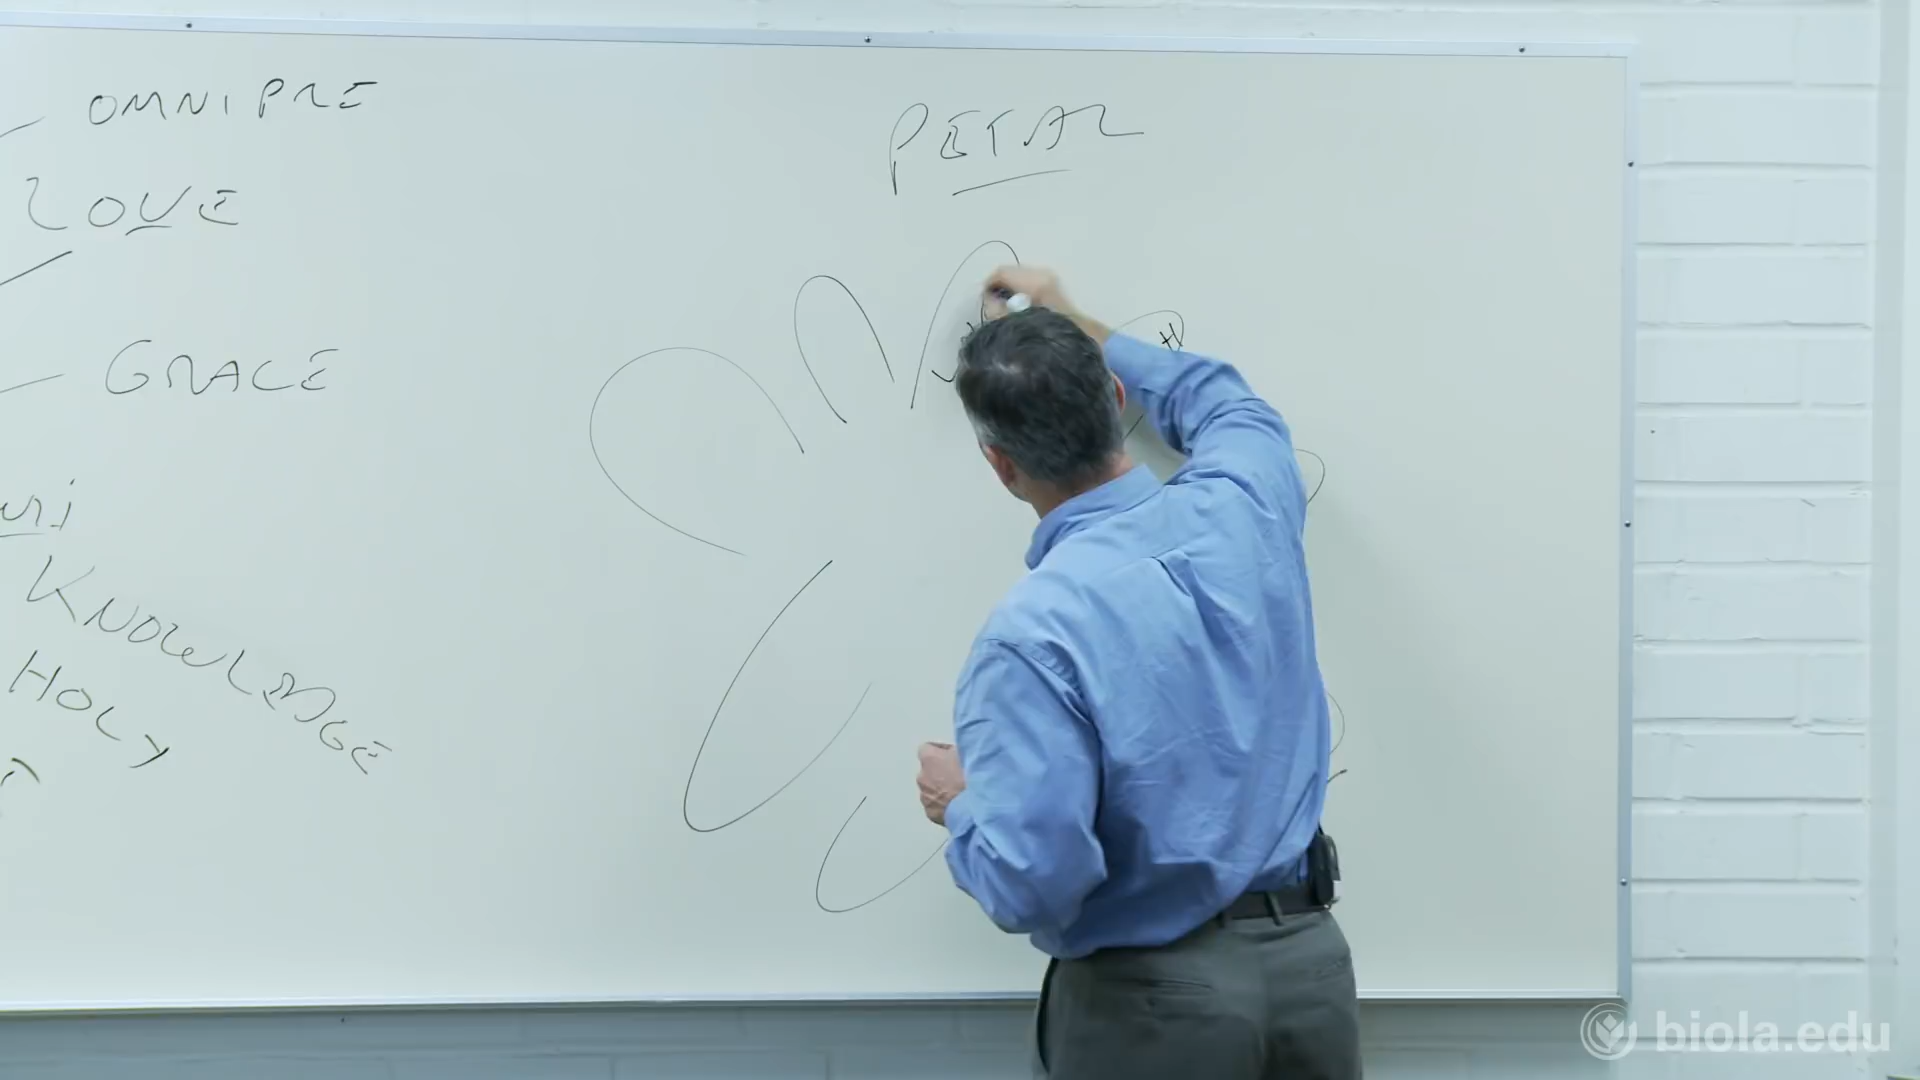 OMNIPRE
LOVE
GRACE
KNOWLEDGE
HOLY
PETAL
H
biola.edu